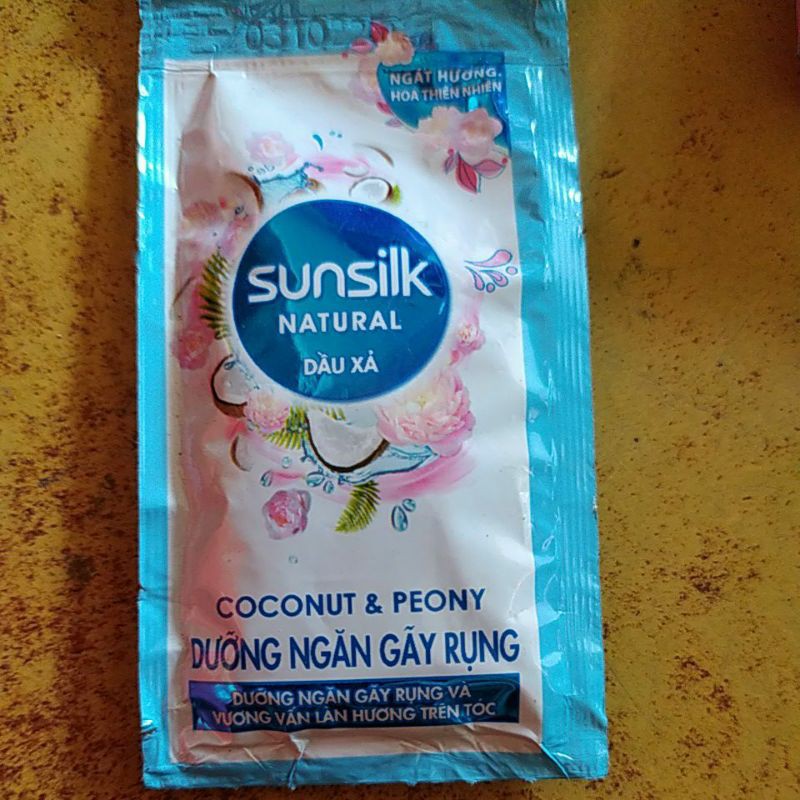 NGÁT HƯƠNG
HOA THIÊN NHIÊN
sunsilk
NATURAL
DẦU XẢ
COCONUT & PEONY
DƯỠNG NGĂN GÃY RỤNG
DƯỠNG NGĂN GÃY RỤNG VÀ
VƯƠNG VẤN LÀN HƯƠNG TRÊN TÓC